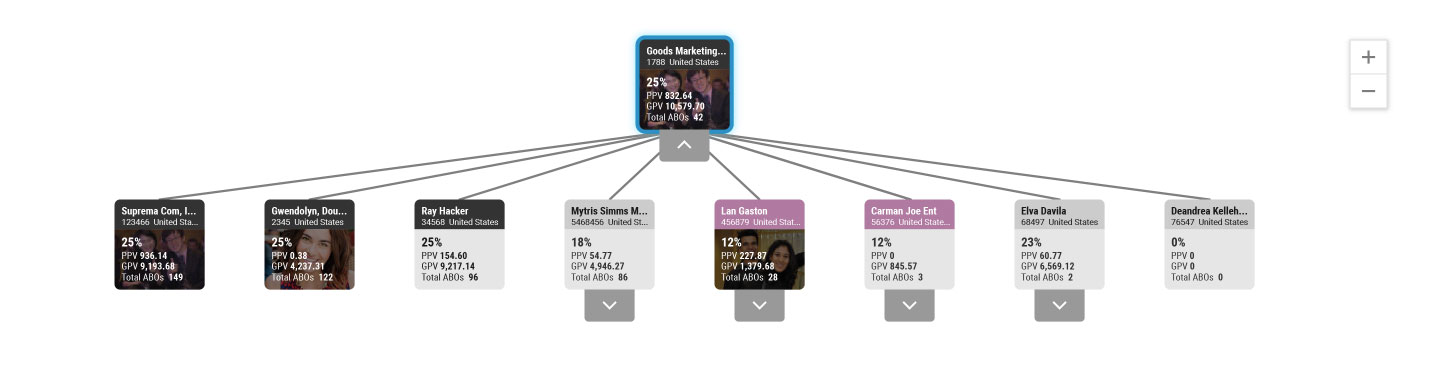 Goods Marketing...
1788 United States
25%
PPV 832.64
GPV 10,579.70
Total ABOs 42
+
−
Suprema Com, I...
123466 United Sta...
25%
PPV 936.14
GPV 9,193.68
Total ABOs 149
Gwendolyn, Dou...
2345 United States
25%
PPV 0.38
GPV 4,237.31
Total ABOs 122
Ray Hacker
34568 United States
25%
PPV 154.60
GPV 9,217.14
Total ABOs 96
Mytris Simms M...
5468456 United St...
18%
PPV 54.77
GPV 4,946.27
Total ABOs 86
Lan Gaston
456879 United Stat...
12%
PPV 227.87
GPV 1,379.68
Total ABOs 28
Carman Joe Ent
56376 United State...
12%
PPV 0
GPV 845.57
Total ABOs 3
Elva Davila
68497 United States
23%
PPV 60.77
GPV 6,569.12
Total ABOs 2
Deandrea Kelleh...
76547 United States
0%
PPV 0
GPV 0
Total ABOs 0